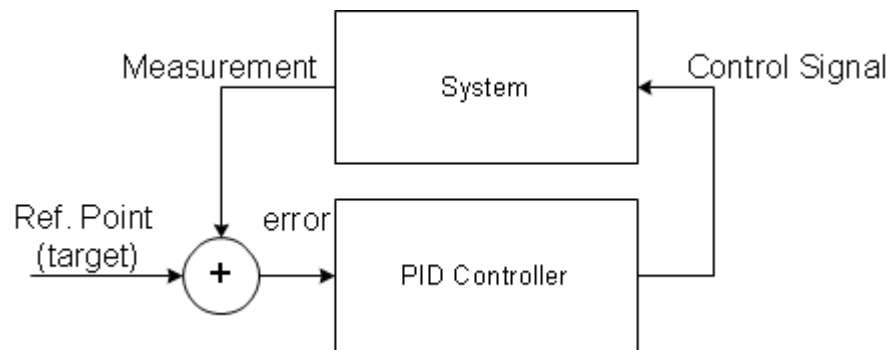 System
Measurement
Control Signal
Ref. Point
(target)
+
error
PID Controller